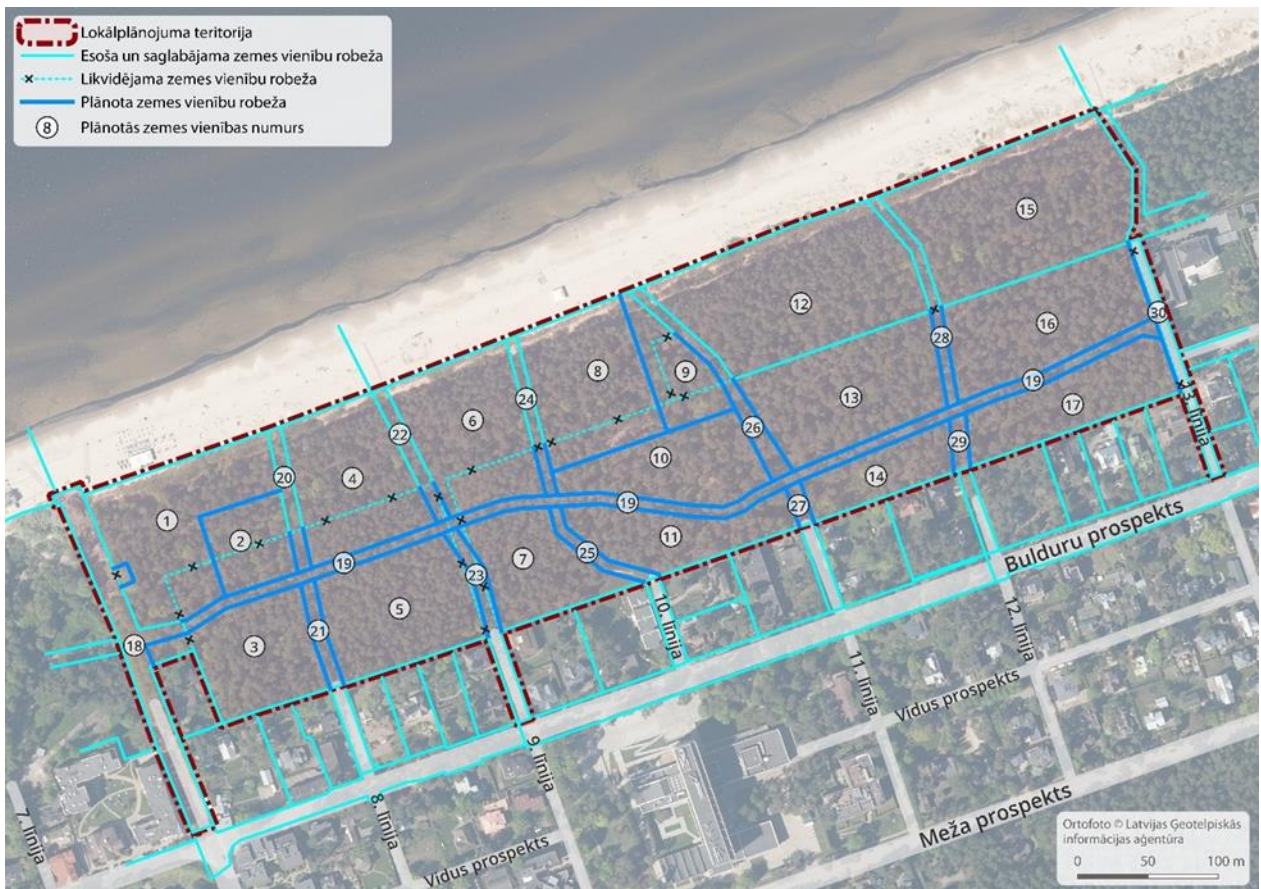 Lokālplānojuma teritorija
Esoša un saglabājama zemes vienību robeža
Likvidējama zemes vienību robeža
Plānota zemes vienību robeža
8 Plānotās zemes vienības numurs
15
12
16
30
28
8
9
19
13
17
24
6
26
22
10
29
14
20
4
19
27
1
2
11
25
7
19
23
5
21
3
18
13. līnija
Bulduru prospekts
10. līnija
12. līnija
11. līnija
Vidus prospekts
9. līnija
8. līnija
7. līnija
Meža prospekts
Vidus prospekts
Ortofoto © Latvijas Ģeotelpiskās
informācijas aģentūra
0 50 100 m